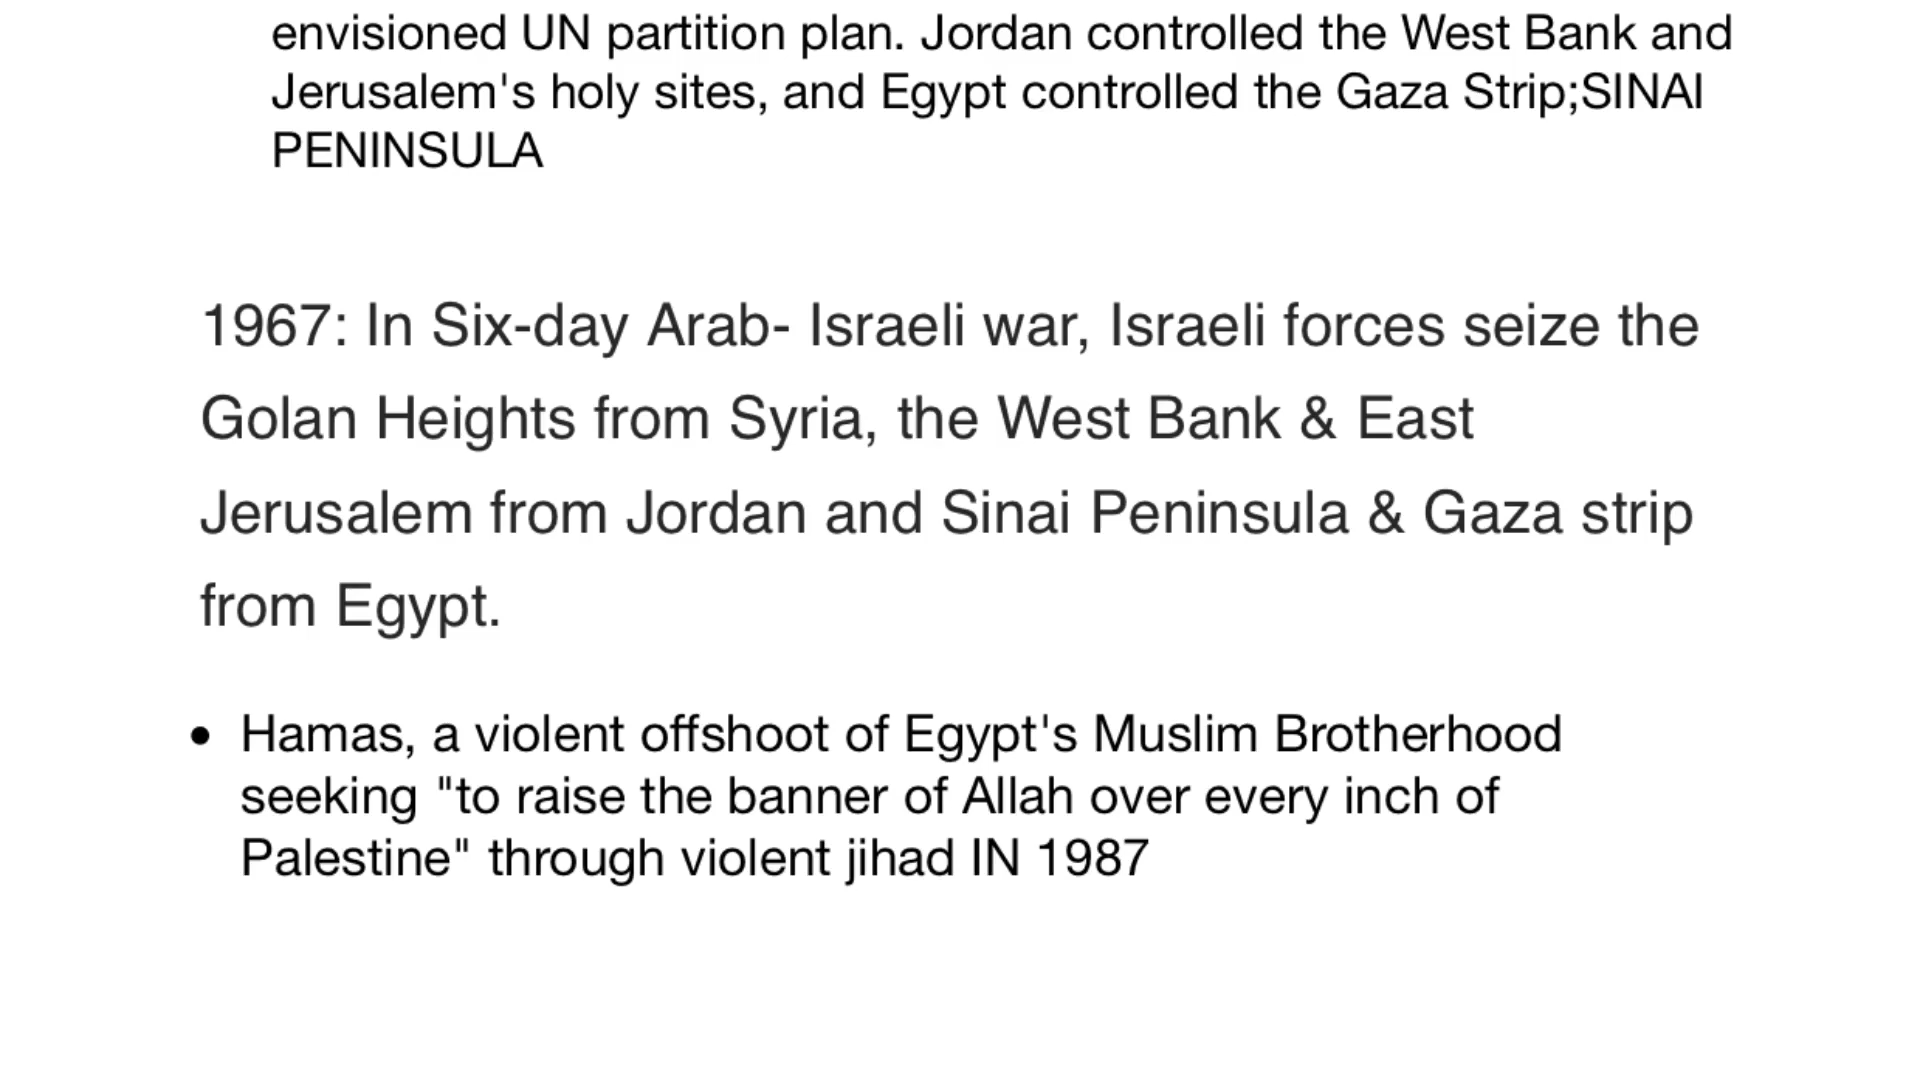 envisioned UN partition plan. Jordan controlled the West Bank and
Jerusalem's holy sites, and Egypt controlled the Gaza Strip;SINAI
PENINSULA
1967: In Six-day Arab- Israeli war, Israeli forces seize the
Golan Heights from Syria, the West Bank & East
Jerusalem from Jordan and Sinai Peninsula & Gaza strip
from Egypt.
• Hamas, a violent offshoot of Egypt's Muslim Brotherhood
seeking "to raise the banner of Allah over every inch of
Palestine" through violent jihad IN 1987